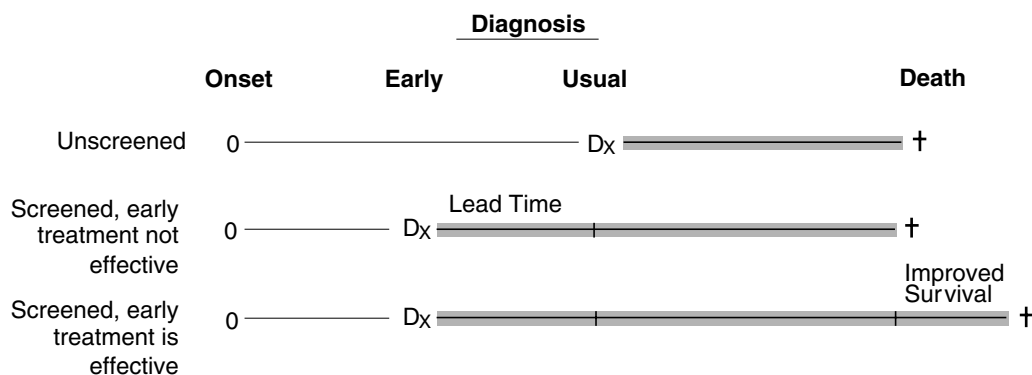 Diagnosis
Onset Early Usual Death
Unscreened 0 Dx †
Lead Time
Screened, early
treatment not
effective
0 Dx †
Improved
Survival
Screened, early
treatment is
effective
0 Dx †